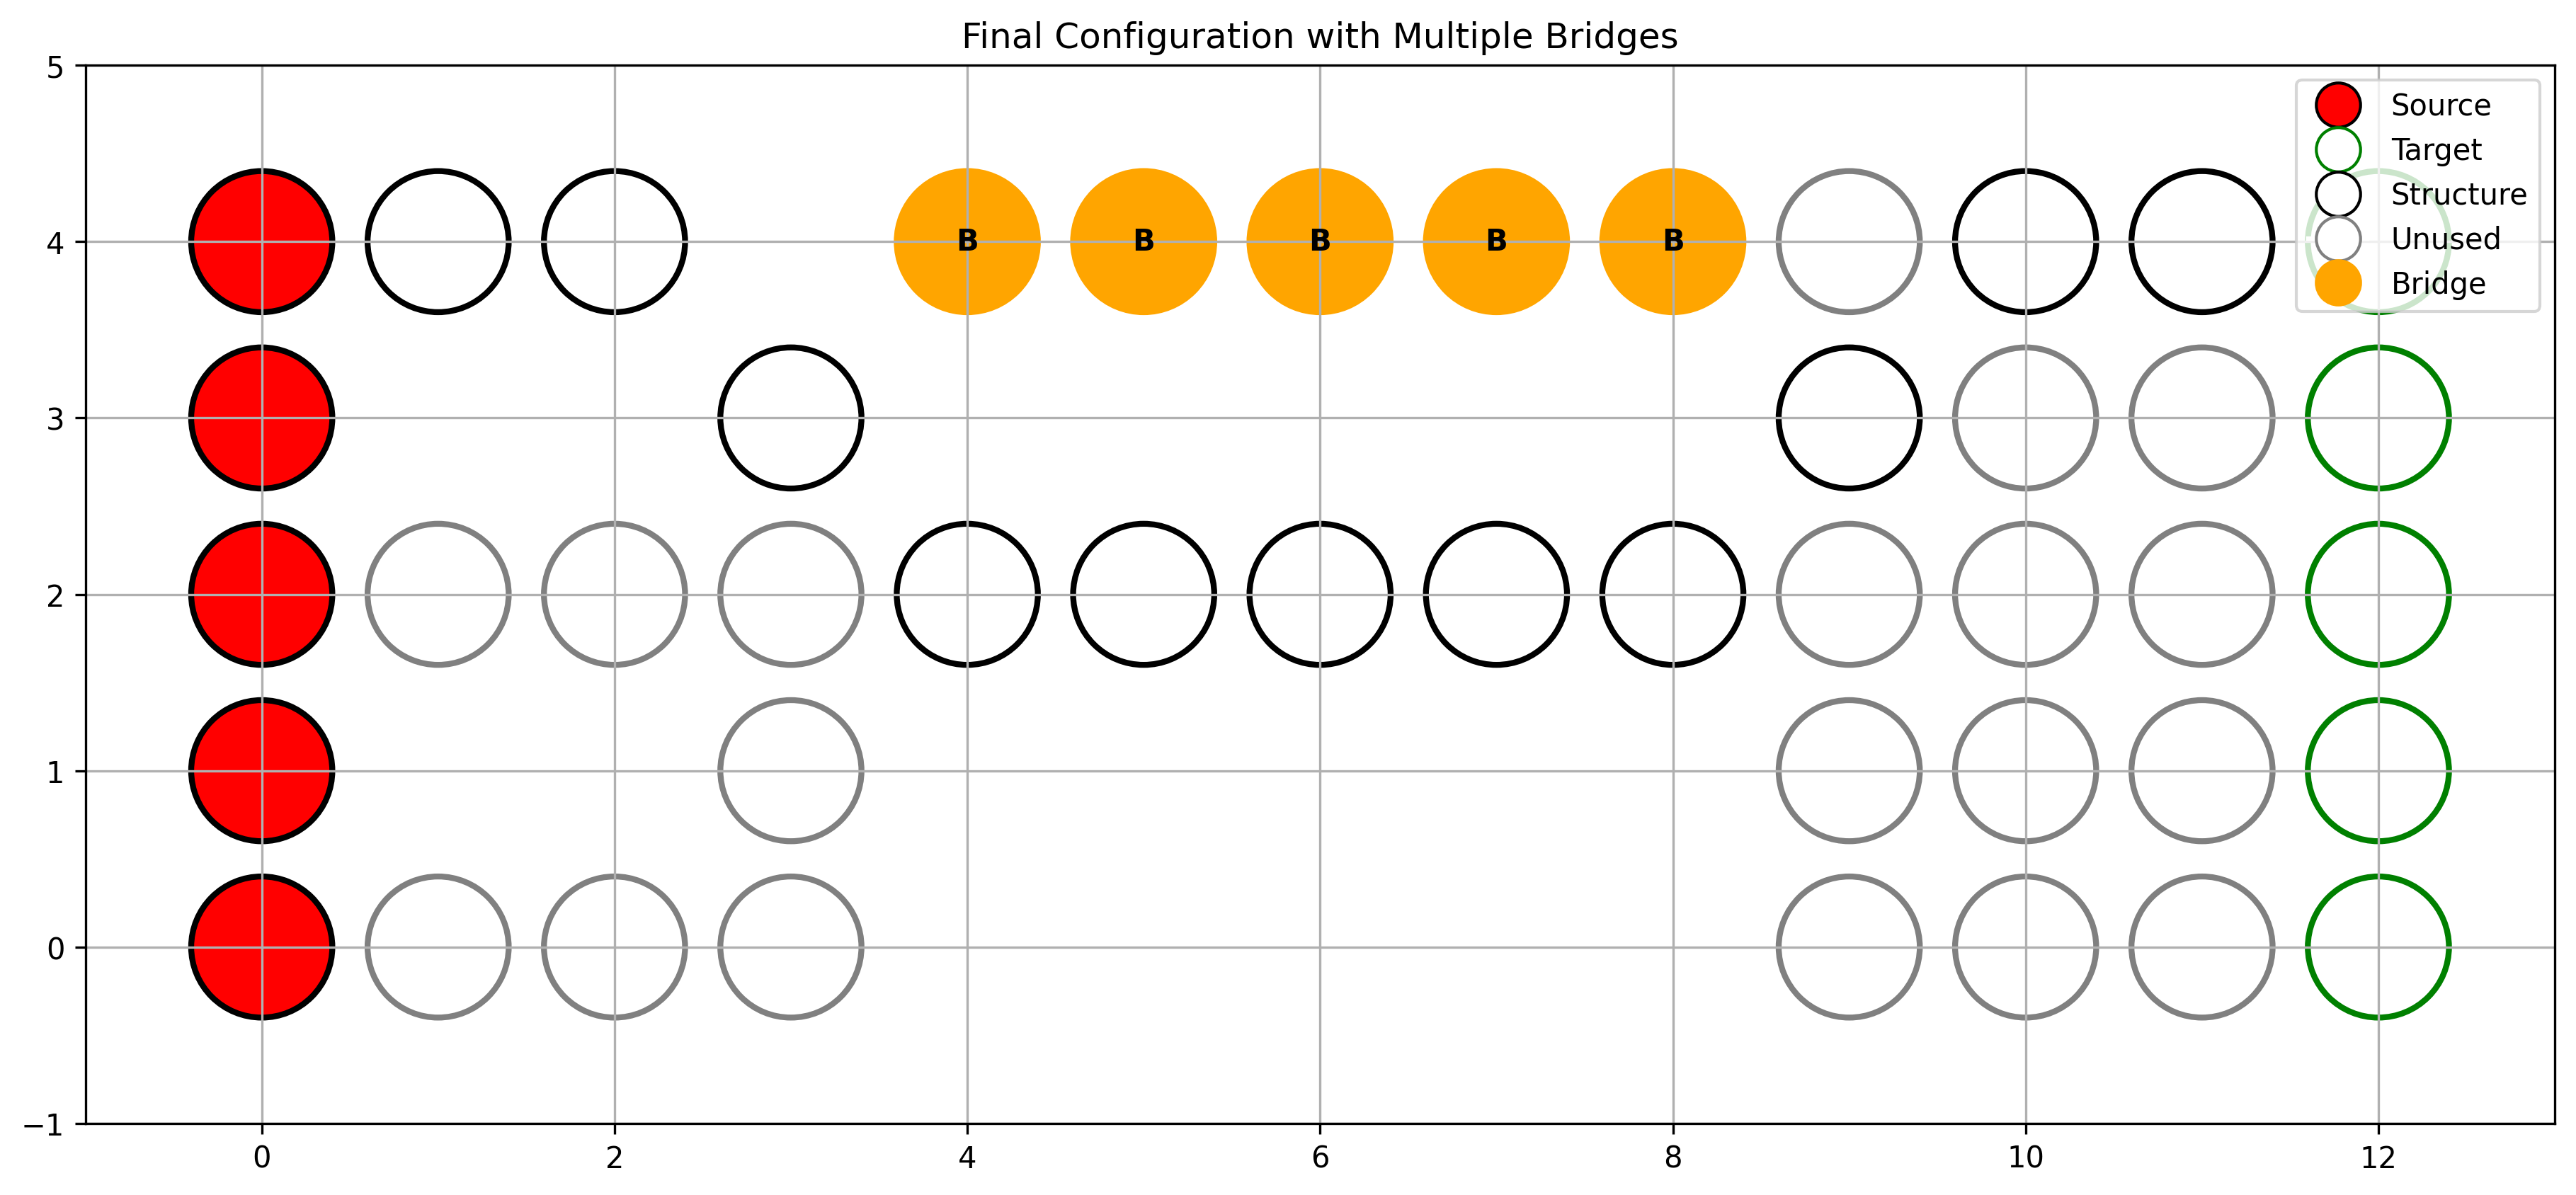 Final Configuration with Multiple Bridges
5
4
3
2
1
0
−1
B B B B B
Source
Target
Structure
Unused
Bridge
0 2 4 6 8 10 12